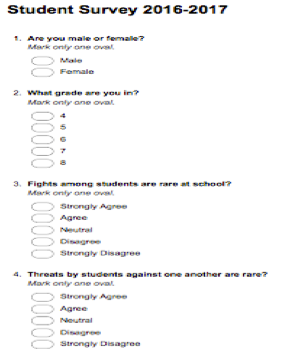 Student Survey 2016-2017
1. Are you male or female?
Mark only one oval.
Male
Female
2. What grade are you in?
Mark only one oval.
4
5
6
7
8
3. Fights among students are rare at school?
Mark only one oval.
Strongly Agree
Agree
Neutral
Disagree
Strongly Disagree
4. Threats by students against one another are rare?
Mark only one oval.
Strongly Agree
Agree
Neutral
Disagree
Strongly Disagree